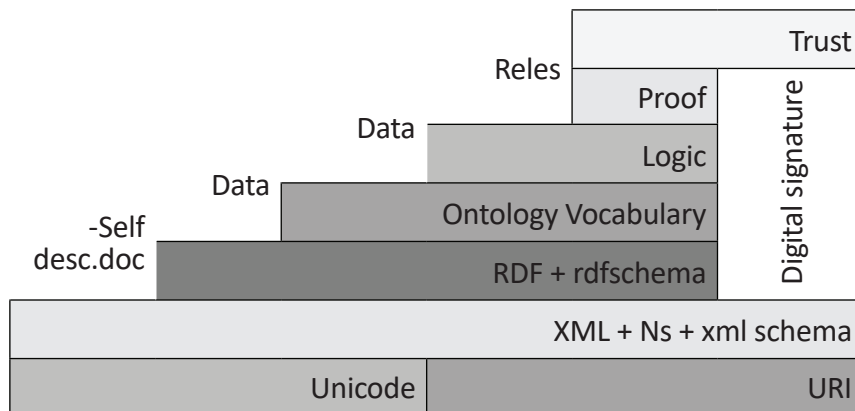 Trust
Reles
Proof
Data
Logic
Digital signature
Data
Ontology Vocabulary
-Self
desc.doc
RDF + rdfschema
XML + Ns + xml schema
Unicode
URI